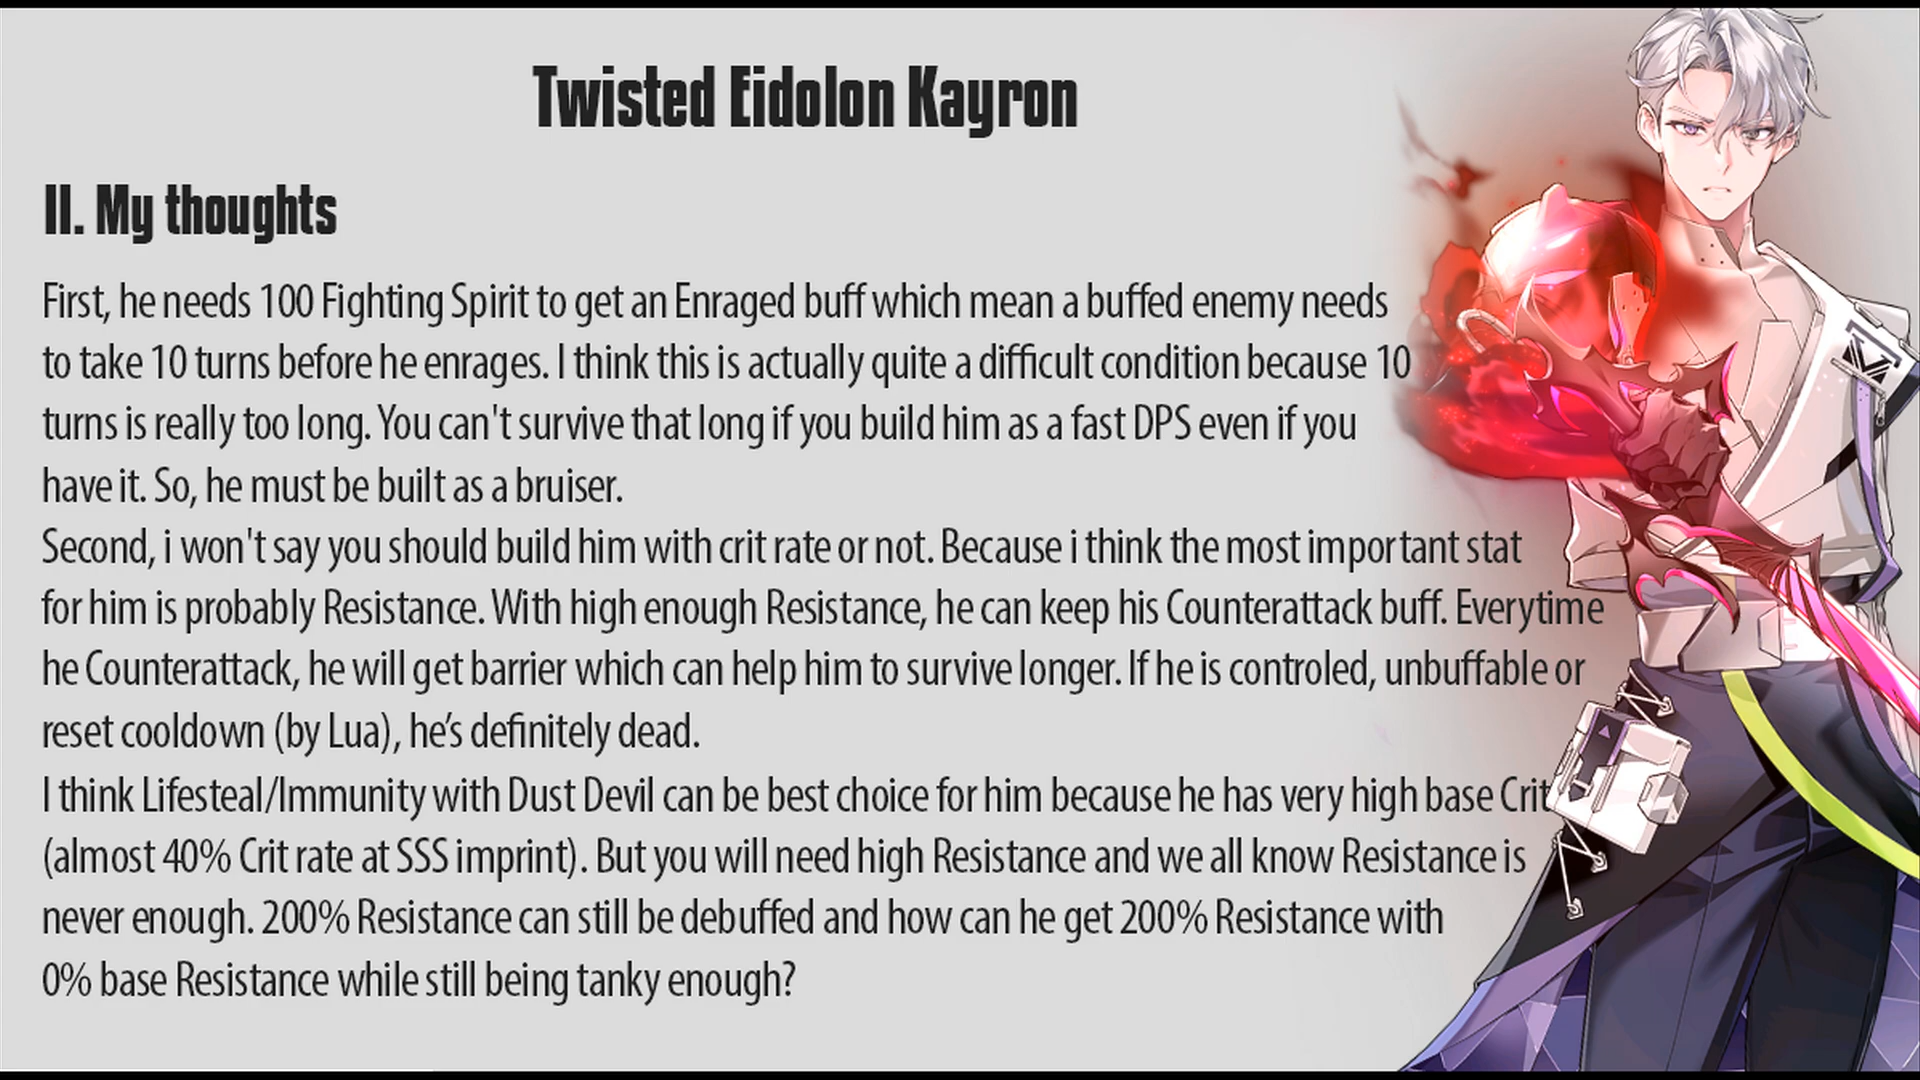 Twisted Eidolon Kayron
II. My thoughts
First, he needs 100 Fighting Spirit to get an Enraged buff which mean a buffed enemy needs
to take 10 turns before he enrages. I think this is actually quite a difficult condition because 10
turns is really too long. You can't survive that long if you build him as a fast DPS even if you
have it. So, he must be built as a bruiser.
Second, i won't say you should build him with crit rate or not. Because i think the most important stat
for him is probably Resistance. With high enough Resistance, he can keep his Counterattack buff. Everytime
he Counterattack, he will get barrier which can help him to survive longer. If he is controled, unbuffable or
reset cooldown (by Lua), he’s definitely dead.
I think Lifesteal/Immunity with Dust Devil can be best choice for him because he has very high base Crit
(almost 40% Crit rate at SSS imprint). But you will need high Resistance and we all know Resistance is
never enough. 200% Resistance can still be debuffed and how can he get 200% Resistance with
0% base Resistance while still being tanky enough?